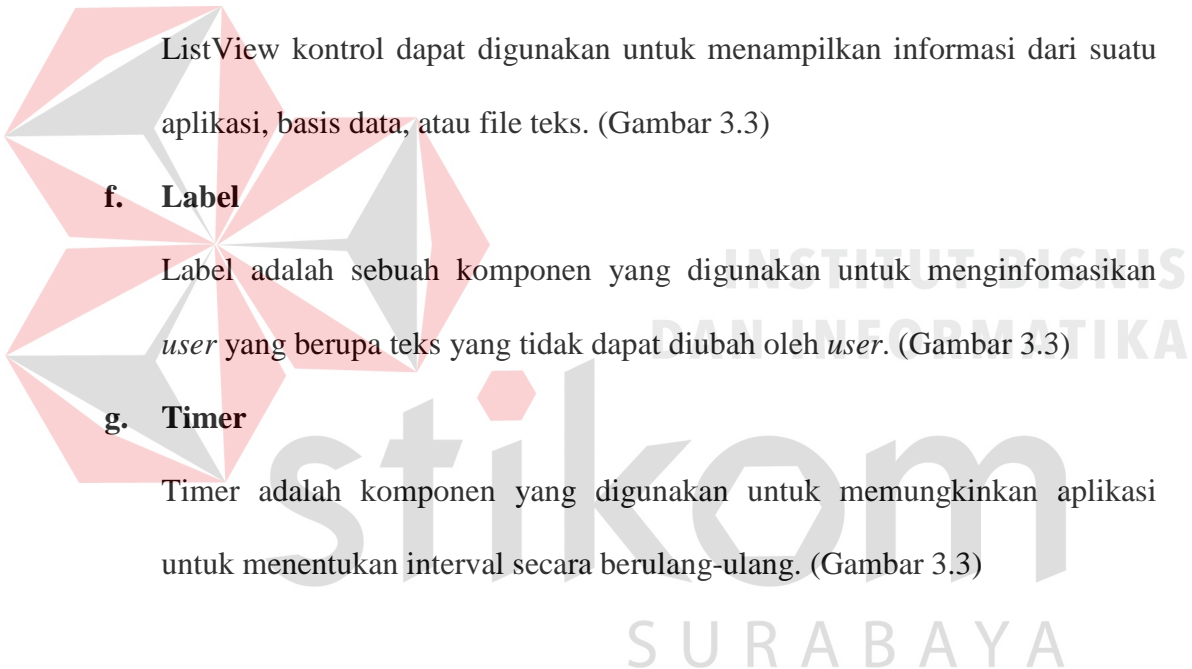 ListView kontrol dapat digunakan untuk menampilkan informasi dari suatu
aplikasi, basis data, atau file teks. (Gambar 3.3)
f. Label
Label adalah sebuah komponen yang digunakan untuk menginfomasikan
user yang berupa teks yang tidak dapat diubah oleh user. (Gambar 3.3)
g. Timer
Timer adalah komponen yang digunakan untuk memungkinkan aplikasi
untuk menentukan interval secara berulang-ulang. (Gambar 3.3)
INSTITUT BISNIS
DAN INFORMATIKA
stikom
SURABAYA